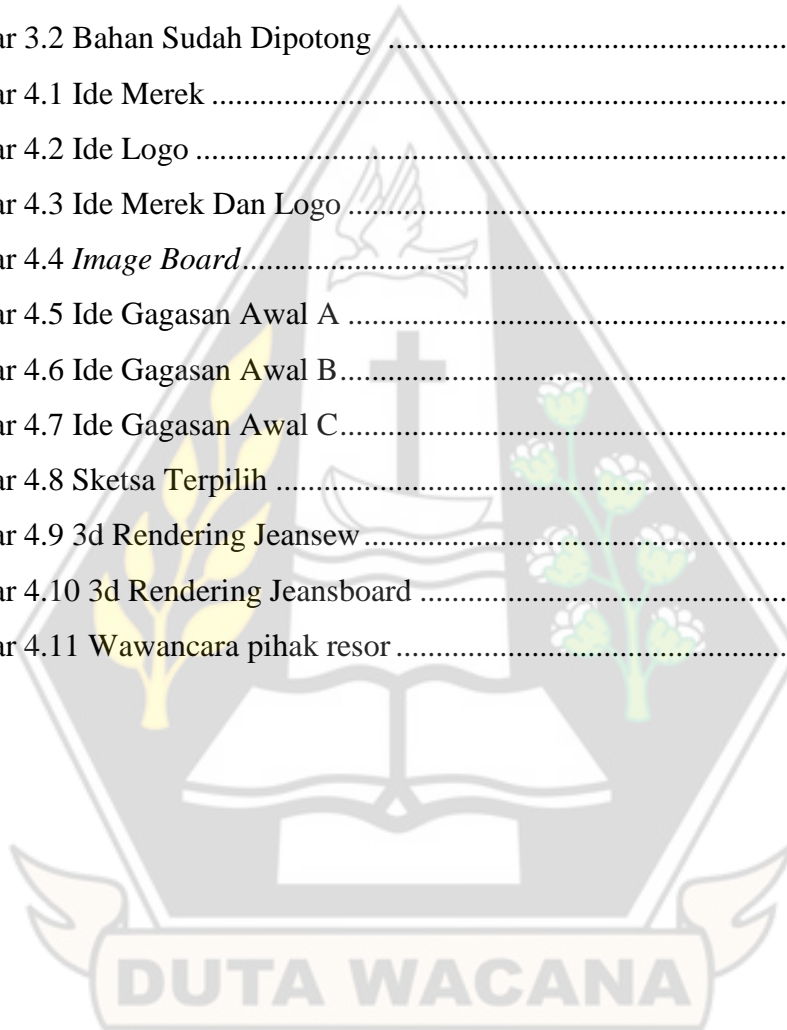 ar 3.2 Bahan Sudah Dipotong ..........................................................
ar 4.1 Ide Merek ..............................................................................
ar 4.2 Ide Logo ................................................................................
ar 4.3 Ide Merek Dan Logo ............................................................
ar 4.4 Image Board..........................................................................
ar 4.5 Ide Gagasan Awal A ............................................................
ar 4.6 Ide Gagasan Awal B.............................................................
ar 4.7 Ide Gagasan Awal C.............................................................
ar 4.8 Sketsa Terpilih ......................................................................
ar 4.9 3d Rendering Jeansew..........................................................
ar 4.10 3d Rendering Jeansboard ...................................................
ar 4.11 Wawancara pihak resor ......................................................
DUTA WACANA